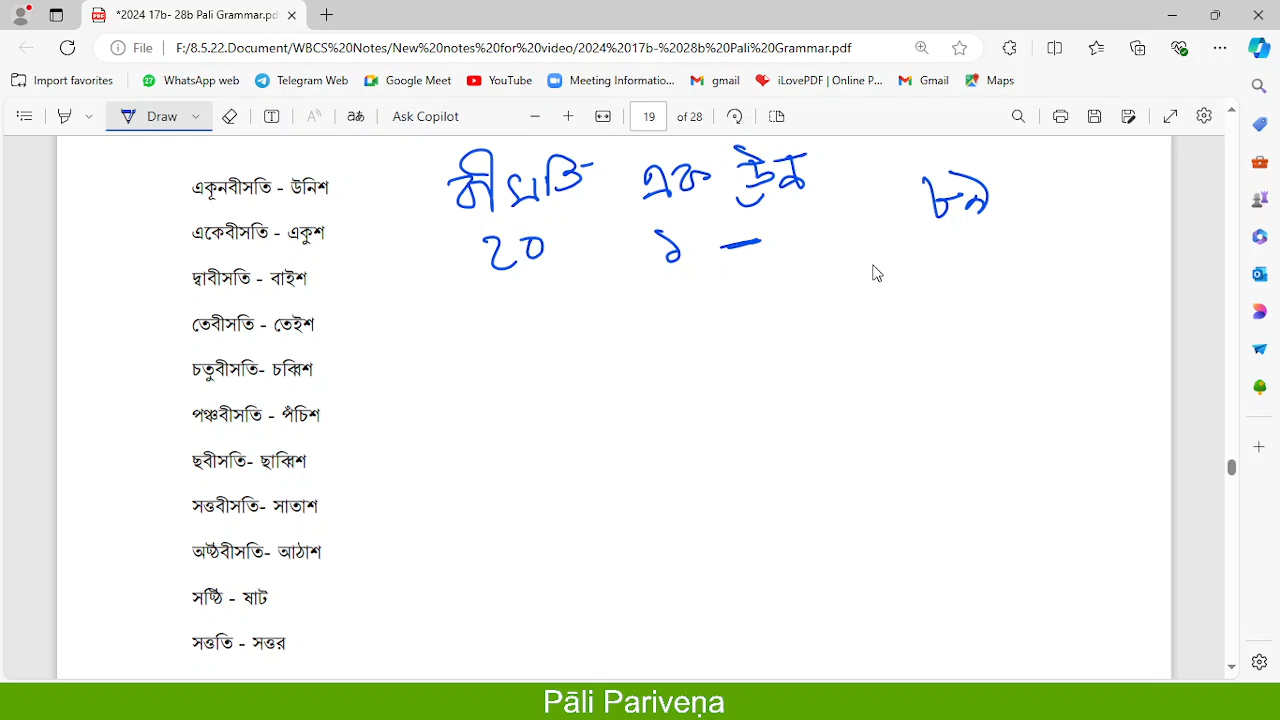 *2024 17b- 28b Pali Grammar.pd
File F:/8.5.22.Document/WBCS%20Notes/New%20notes%20for%20video/2024%2017b-%2028b%20Pali%20Grammar.pdf
Import favorites 27 WhatsApp web Telegram Web Google Meet YouTube Meeting Informatio... gmail iLovePDF | Online P... Gmail Maps
Draw Ask Copilot 19 of 28
একূনবীসতি - উনিশ
একেবীসতি - একুশ
দ্বাবীসতি - বাইশ
তেবীসতি - তেইশ
চতুবীসতি- চব্বিশ
পঞ্চবীসতি - পঁচিশ
ছবীসতি- ছাব্বিশ
সত্তবীসতি- সাতাশ
অট্ঠবীসতি- আঠাশ
সট্ঠি - ষাট
সত্ততি - সত্তর
বীসতি এক ঊন
২০ ১ −
Pāli Pariveṇa